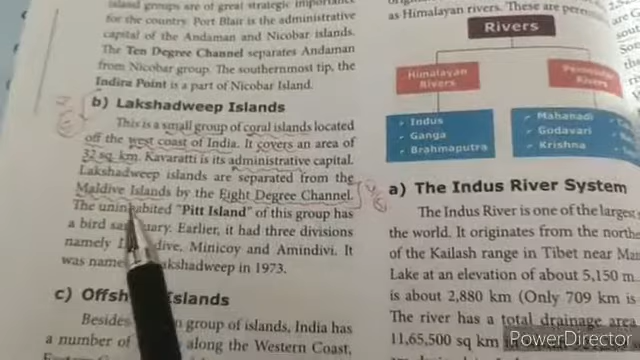 island groups are of great strategic importance
for the country. Port Blair is the administrative
capital of the Andaman and Nicobar islands.
The Ten Degree Channel separates Andaman
from Nicobar group. The southernmost tip, the
Indira Point is a part of Nicobar Island.
b) Lakshadweep Islands
This is a small group of coral islands located
off the west coast of India. It covers an area of
32 sq. km. Kavaratti is its administrative capital.
Lakshadweep islands are separated from the
Maldive Islands by the Eight Degree Channel.
The uninhabited "Pitt Island" of this group has
a bird Earlier, it had three divisions
namely Minicoy and Amindivi. It
was 1973.
c) Islands
Besides group of islands, India has
a number of along the Western Coast,
as Himalayan rivers. These are
Rivers
Himalayan
Rivers
Rivers
Indus
Ganga
Brahmaputra
Mahanadi
Godavari
Krishna
a) The Indus River System
The Indus River is one of the largest
the world. It originates from the
of the Kailash range in Tibet near
Lake at an elevation of about 5,150 m.
is about 2,880 km (Only 709 km is
The river has a total drainage area
11,65,500 sq km
PowerDirector